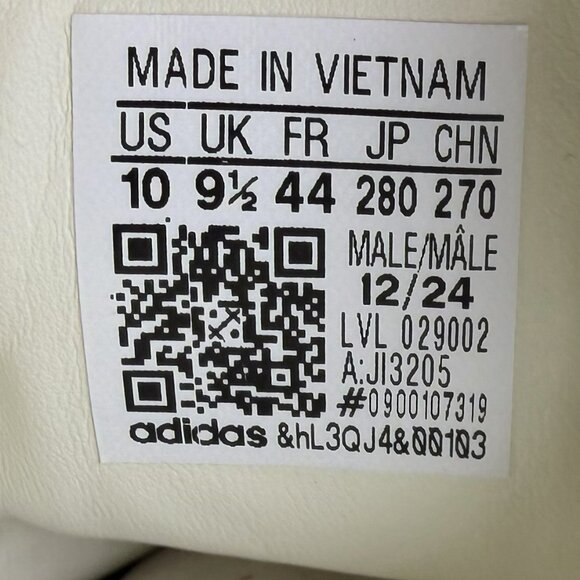 MADE IN VIETNAM
US UK FR JP CHN
10 9½ 44 280 270
MALE/MÂLE
12/24
LVL 029002
A:JI3205
#0900107319
adidas &hL3QJ4&00103